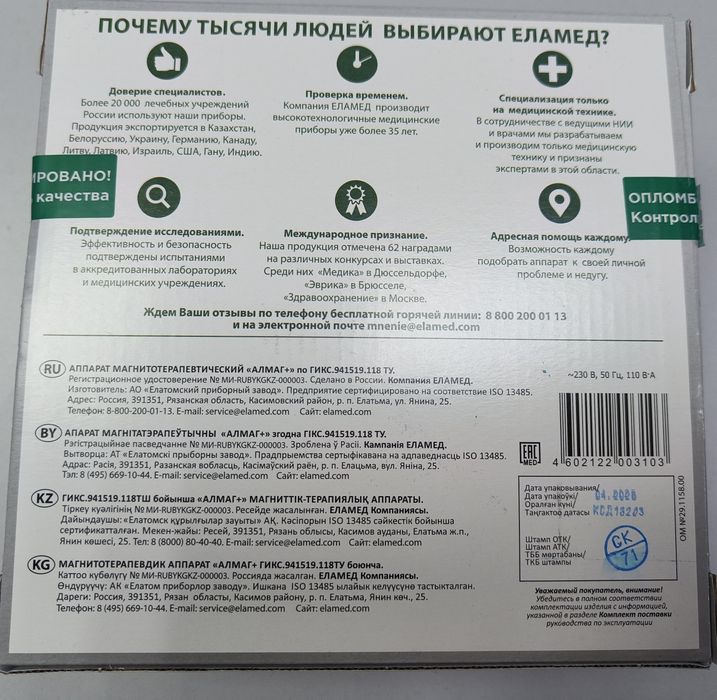 ПОЧЕМУ ТЫСЯЧИ ЛЮДЕЙ ВЫБИРАЮТ ЕЛАМЕД?
Доверие специалистов.
Более 20 000 лечебных учреждений
России используют наши приборы.
Продукция экспортируется в Казахстан,
Белоруссию, Украину, Германию, Канаду,
Литву, Латвию, Израиль, США, Гану, Индию.
Проверка временем.
Компания ЕЛАМЕД производит
высокотехнологичные медицинские
приборы уже более 35 лет.
Специализация только
на медицинской технике.
В сотрудничестве с ведущими НИИ
и врачами мы разрабатываем
и производим только медицинскую
технику и признаны
экспертами в этой области.
ИРОВАНО!
качества
ОПЛОМБ
Контрол
Подтверждение исследованиями.
Эффективность и безопасность
подтверждены испытаниями
в аккредитованных лабораториях
и медицинских учреждениях.
Международное признание.
Наша продукция отмечена 62 наградами
на различных конкурсах и выставках.
Среди них «Медика» в Дюссельдорфе,
«Эврика» в Брюсселе,
«Здравоохранение» в Москве.
Адресная помощь каждому.
Возможность каждому
подобрать аппарат к своей личной
проблеме и недугу.
Ждем Ваши отзывы по телефону бесплатной горячей линии: 8 800 200 01 13
и на электронной почте mnenie@elamed.com
RU АППАРАТ МАГНИТОТЕРАПЕВТИЧЕСКИЙ «АЛМАГ+» по ГИКС.941519.118 ТУ.
Регистрационное удостоверение № МИ-RUBYKGKZ-000003. Сделано в России. Компания ЕЛАМЕД.
Изготовитель: АО «Елатомский приборный завод». Предприятие сертифицировано на соответствие ISO 13485.
Адрес: Россия, 391351, Рязанская область, Касимовский район, р. п. Елатьма, ул. Янина, 25.
Телефон: 8-800-200-01-13. E-mail: service@elamed.com Сайт: elamed.com
BY АПАРАТ МАГНІТАТЭРАПЕЎТЫЧНЫ «АЛМАГ+» згодна ГІКС.941519.118 ТУ.
Рэгістрацыйнае пасведчанне № МИ-RUBYKGKZ-000003. Зроблена ў Расіі. Кампанія ЕЛАМЕД.
Вытворца: АТ «Елатомскі прыборны завод». Прадпрыемства сертыфікавана на адпаведнасць ISO 13485.
Адрас: Расія, 391351, Разанская вобласць, Касімаўскі раён, р. п. Елацьма, вул. Яніна, 25.
Тэл: 8 (495) 669-10-44. E-mail: service@elamed.com Сайт: elamed.com
KZ ГИКС.941519.118ТШ бойынша «АЛМАГ+» МАГНИТТІК-ТЕРАПИЯЛЫҚ АППАРАТЫ.
Тіркеу куәлігінің № МИ-RUBYKGKZ-000003. Ресейде жасалынған. ЕЛАМЕД Компаниясы.
Дайындаушы: «Елатомск құрылғылар зауыты» АҚ. Кәсіпорын ISO 13485 сәйкестік бойынша
сертификатталған. Мекен-жайы: Ресей, 391351, Рязань облысы, Касимов ауданы, Елатьма ж.п.,
Янин көшесі, 25. Тел: 8 (8000) 80-40-40. E-mail: service@elamed.com Сайт: elamed.com
KG МАГНИТОТЕРАПЕВДИК АППАРАТ «АЛМАГ+ ГИКС.941519.118ТУ боюнча.
Каттоо күбөлүгү № МИ-RUBYKGKZ-000003. Россияда жасалган. ЕЛАМЕД Компаниясы.
Өндүрүүчү: АК «Елатом приборлор заводу». Ишкана ISO 13485 ылайык келүүсүнө тастыкталган.
Дареги: Россия, 391351, Рязан областы, Касимов району, р. п. Елатьма, Янин көч., 25.
Телефону: 8 (495) 669-10-44. E-mail: service@elamed.com Сайт: elamed.com
~230 В, 50 Гц, 110 В·А
EAC
4 602122 003103
ОМ №29.1158.00
Дата упаковывания/
Дата упакоўкі/
Оралған күні/
Таңгактоо датасы
04.2025
КОД13203
Штамп ОТК/
Штамп АТК/
ТББ мөртабаны/
ТКБ штампы
СК
71
Уважаемый покупатель, внимание!
Убедитесь в полном соответствии
комплектации изделия с информацией,
указанной в разделе Комплект поставки
руководства по эксплуатации